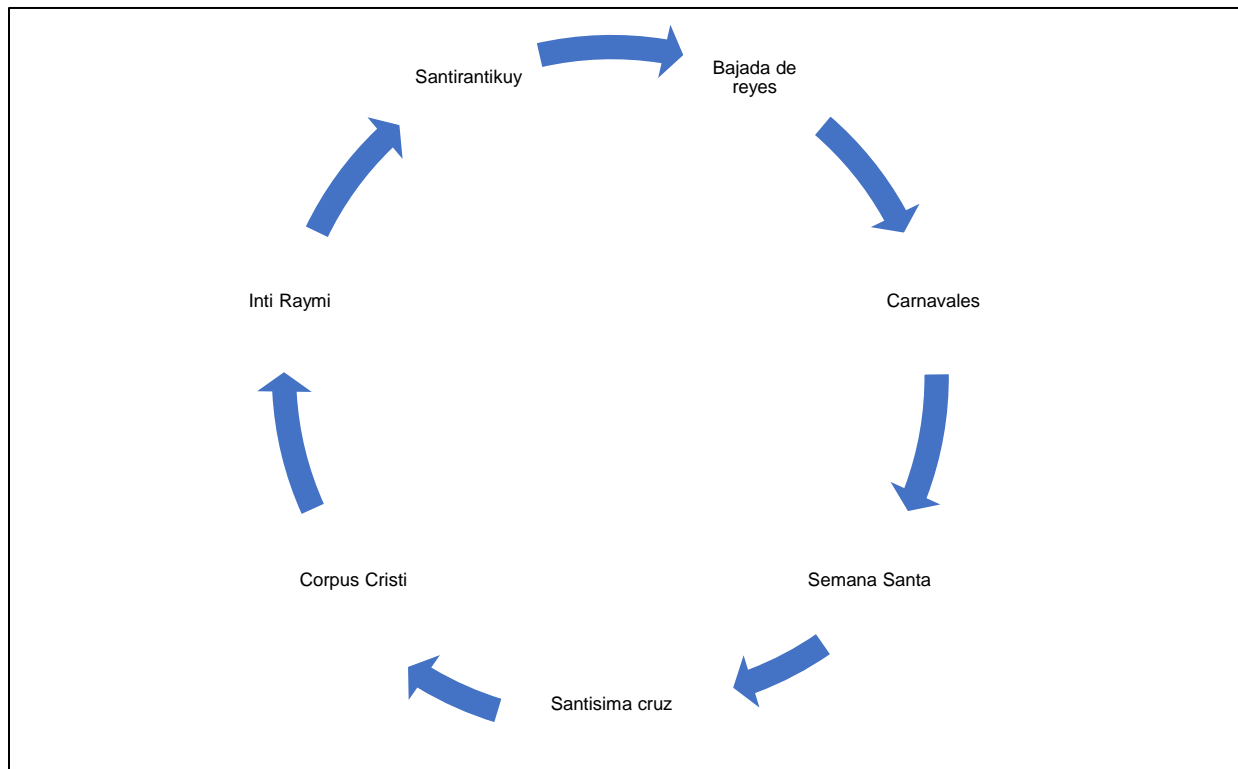 Santirantikuy
Bajada de
reyes
Carnavales
Semana Santa
Santisima cruz
Corpus Cristi
Inti Raymi